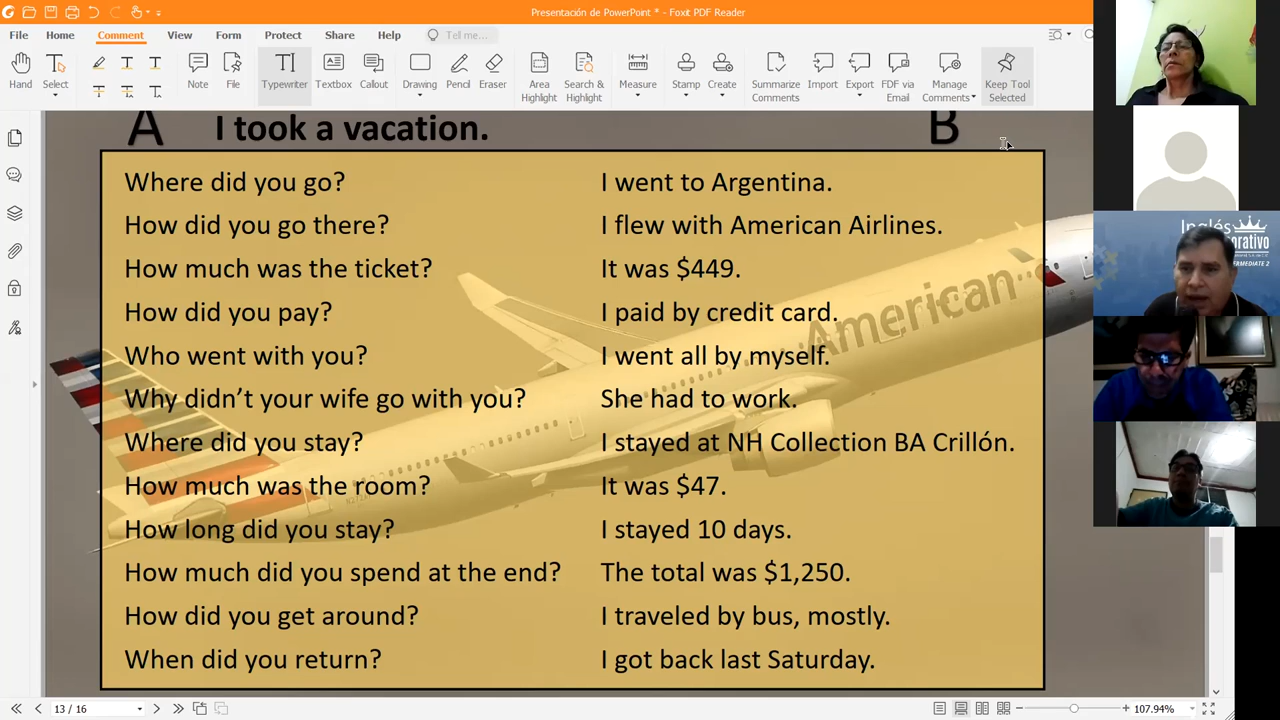 Presentación de PowerPoint * - Foxit PDF Reader
File Home Comment View Form Protect Share Help Tell me...
Hand Select Note File Typewriter Textbox Callout Drawing Pencil Eraser Area Highlight Search & Highlight Measure Stamp Create Summarize Comments Import Export PDF via Email Manage Comments Keep Tool Selected
A I took a vacation. B
Where did you go? I went to Argentina.
How did you go there? I flew with American Airlines.
How much was the ticket? It was $449.
How did you pay? I paid by credit card.
Who went with you? I went all by myself.
Why didn't your wife go with you? She had to work.
Where did you stay? I stayed at NH Collection BA Crillón.
How much was the room? It was $47.
How long did you stay? I stayed 10 days.
How much did you spend at the end? The total was $1,250.
How did you get around? I traveled by bus, mostly.
When did you return? I got back last Saturday.
American
Inglés
orativo
MEDIATE 2
13 / 16
107.94%